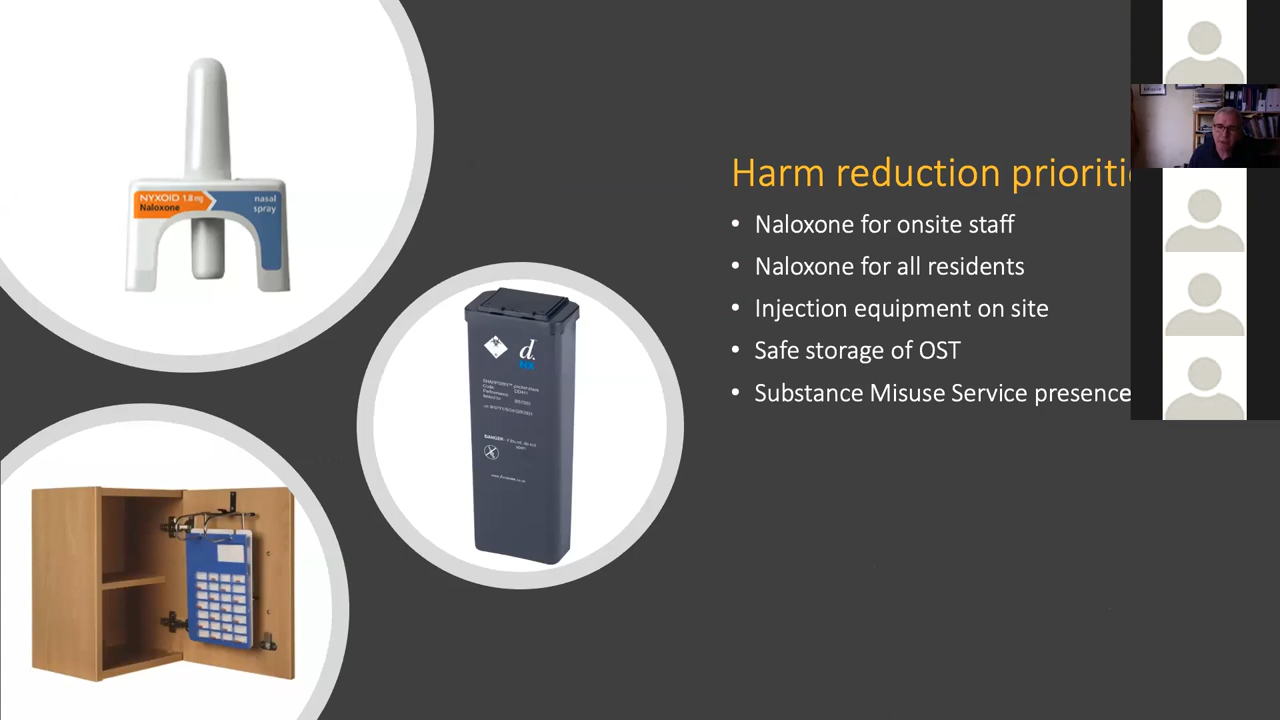 NYXOID 1.8 mg
Naloxone
nasal
spray
Harm reduction prioriti
• Naloxone for onsite staff
• Naloxone for all residents
• Injection equipment on site
• Safe storage of OST
• Substance Misuse Service presence
d.
NX
DANGER